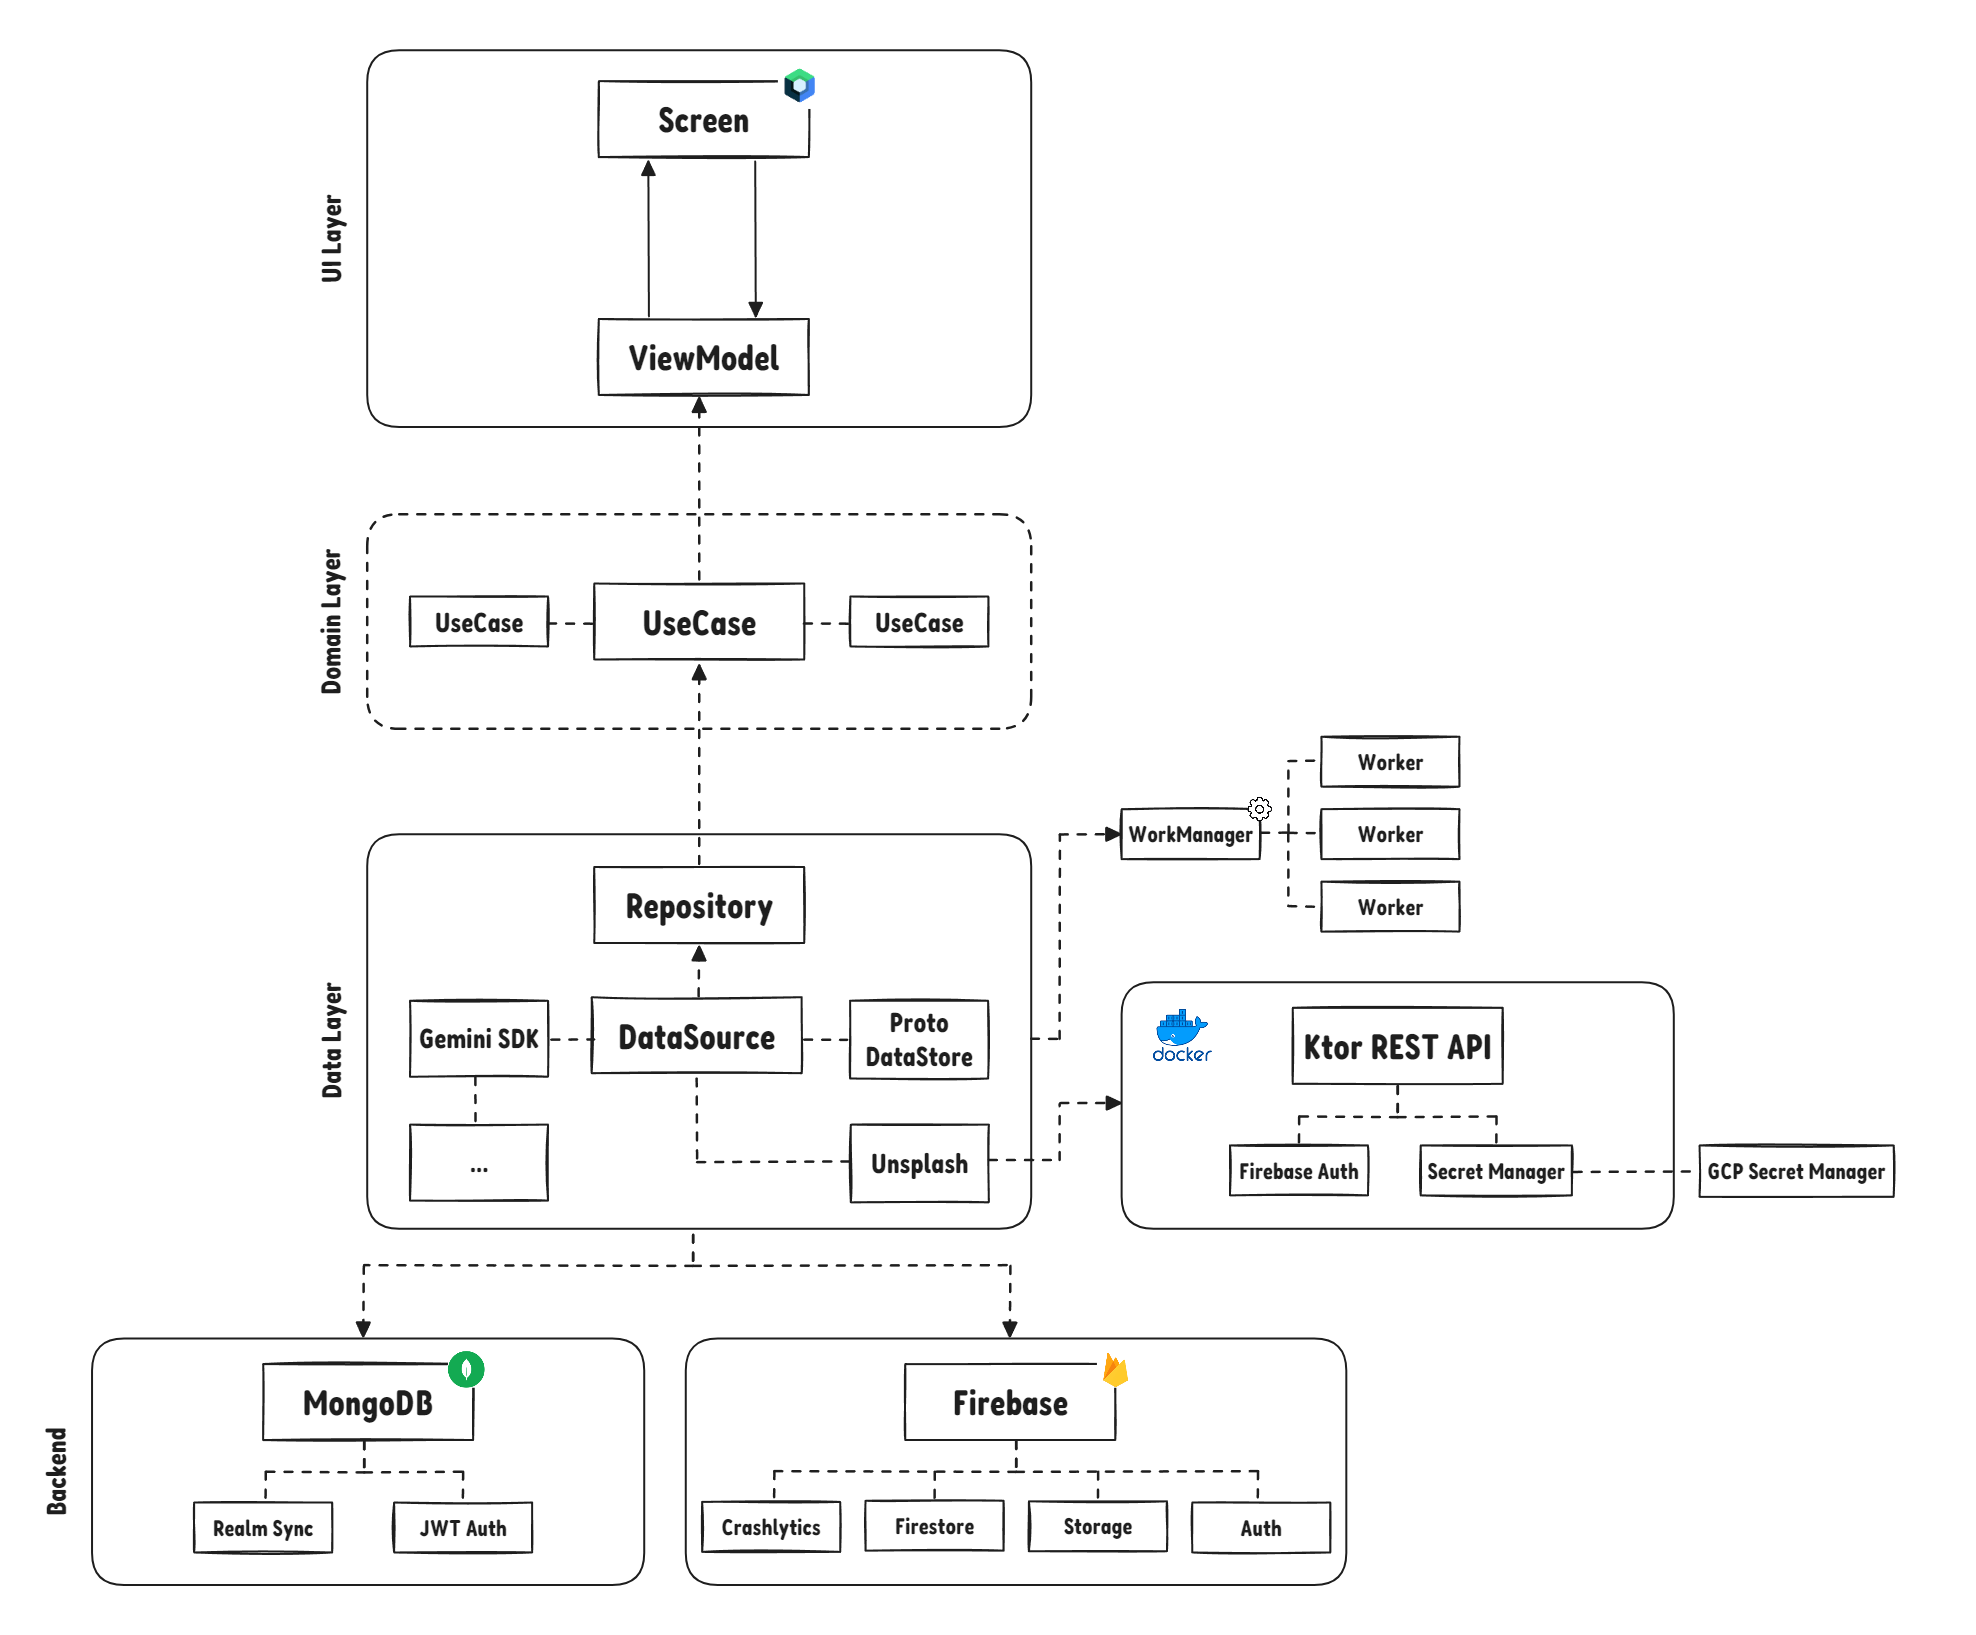 UI Layer
Screen
ViewModel
Domain Layer
UseCase
UseCase
UseCase
Data Layer
Repository
Gemini SDK
DataSource
Proto
DataStore
...
Unsplash
WorkManager
Worker
Worker
Worker
docker
Ktor REST API
Firebase Auth
Secret Manager
GCP Secret Manager
Backend
MongoDB
Realm Sync
JWT Auth
Firebase
Crashlytics
Firestore
Storage
Auth